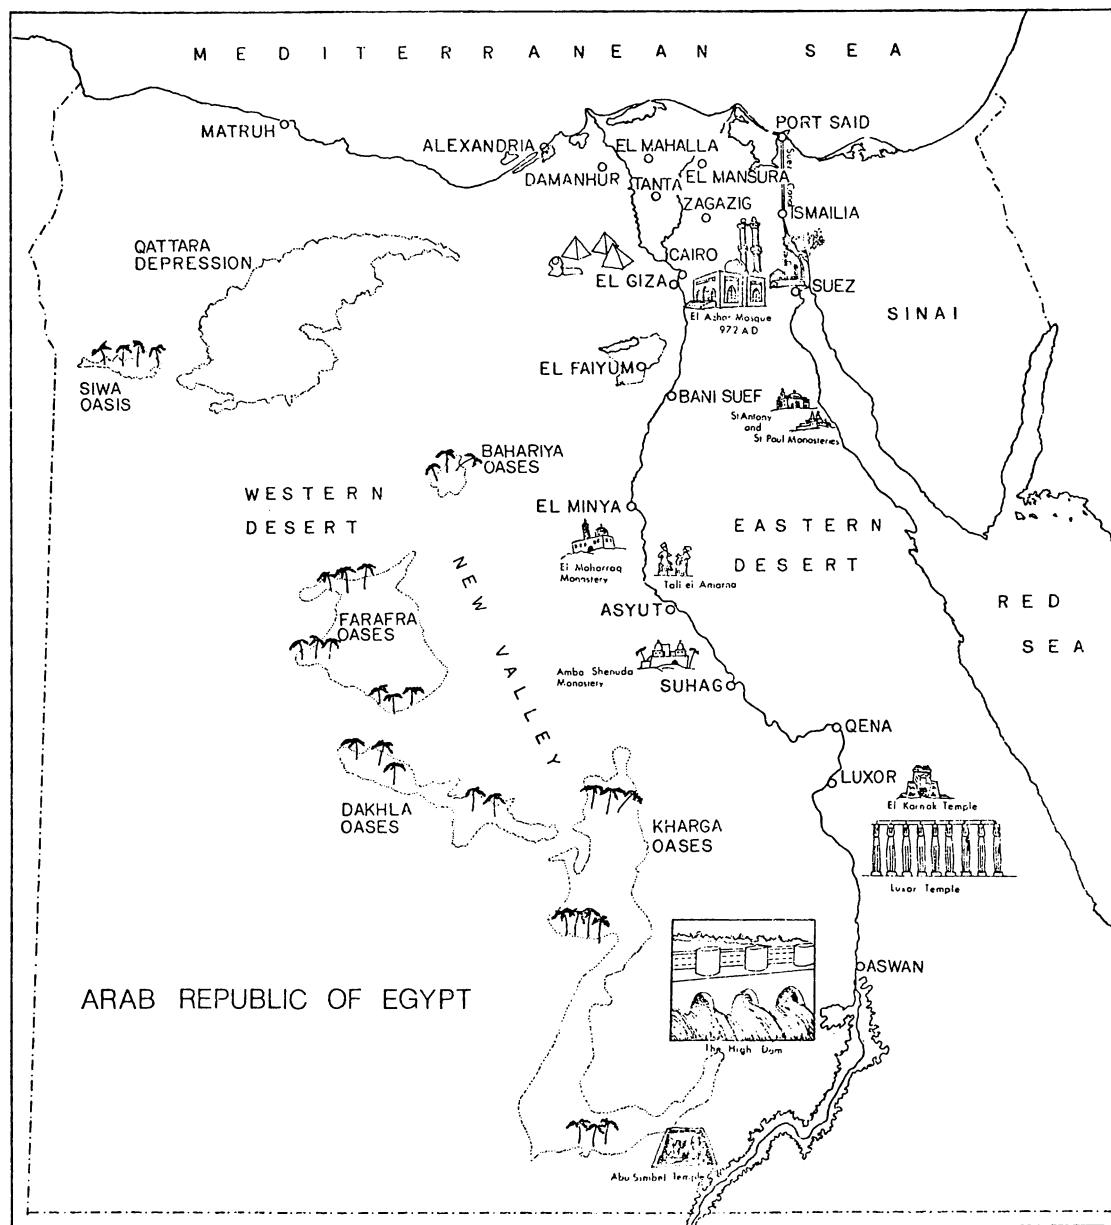 MEDITERRANEAN SEA
MATRUH
ALEXANDRIA
EL MAHALLA
PORT SAID
DAMANHUR
TANTA
EL MANSURA
Suez Canal
ZAGAZIG
ISMAILIA
QATTARA
DEPRESSION
CAIRO
EL GIZA
SUEZ
El Azhar Mosque
972 A D
SINAI
SIWA
OASIS
EL FAIYUM
BANI SUEF
St Antony
and
St Paul Monasteries
BAHARIYA
OASES
WESTERN
DESERT
EL MINYA
EASTERN
DESERT
El Moharraq
Monastery
Tall el Amarna
NEW VALLEY
FARAFRA
OASES
ASYUT
RED
SEA
Amba Shenuda
Monastery
SUHAG
QENA
LUXOR
El Karnak Temple
DAKHLA
OASES
KHARGA
OASES
Luxor Temple
ASWAN
ARAB REPUBLIC OF EGYPT
The High Dam
Abu Simbel Temple